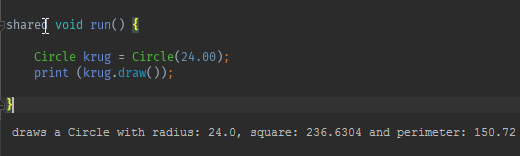 shared void run() {
Circle krug = Circle(24.00);
print (krug.draw());
}
draws a Circle with radius: 24.0, square: 236.6304 and perimeter: 150.72